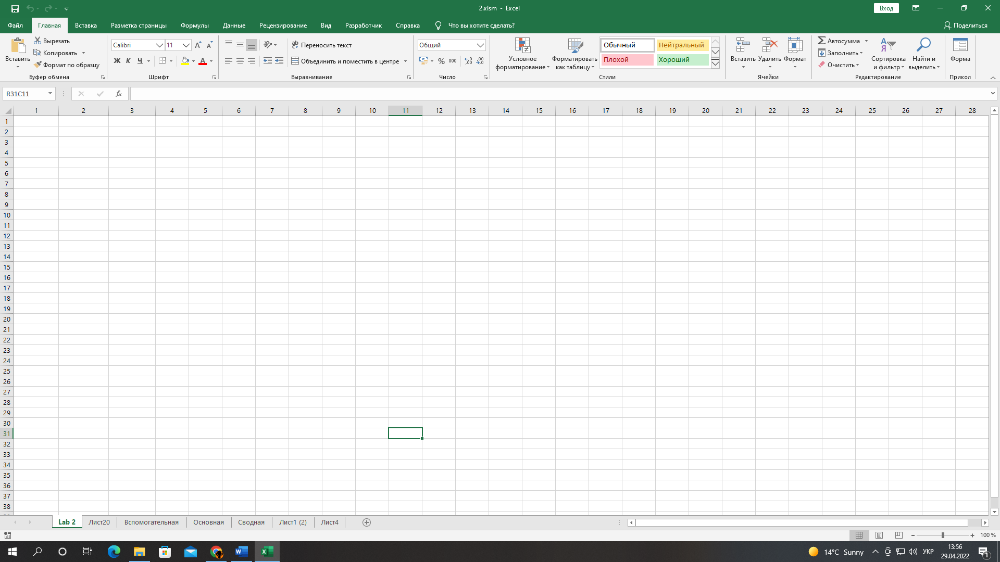 2.xlsm - Excel
Вход
Файл Главная Вставка Разметка страницы Формулы Данные Рецензирование Вид Разработчик Справка Что вы хотите сделать? Поделиться
Вставить
Вырезать
Копировать
Формат по образцу
Буфер обмена
Calibri 11
Ж К Ч
Шрифт
Переносить текст
Объединить и поместить в центре
Выравнивание
Общий
% 000
Число
Условное
форматирование
Форматировать
как таблицу
Обычный Нейтральный
Плохой Хороший
Стили
Вставить Удалить Формат
Ячейки
Автосумма
Заполнить
Очистить
Сортировка
и фильтр
Найти и
выделить
Редактирование
Форма
Прикол
R31C11
fx
1 2 3 4 5 6 7 8 9 10 11 12 13 14 15 16 17 18 19 20 21 22 23 24 25 26 27 28
1
2
3
4
5
6
7
8
9
10
11
12
13
14
15
16
17
18
19
20
21
22
23
24
25
26
27
28
29
30
31
32
33
34
35
36
37
38
Lab 2 Лист20 Вспомогательная Основная Сводная Лист1 (2) Лист4
100 %
14°C Sunny
УКР
13:56
29.04.2022
1